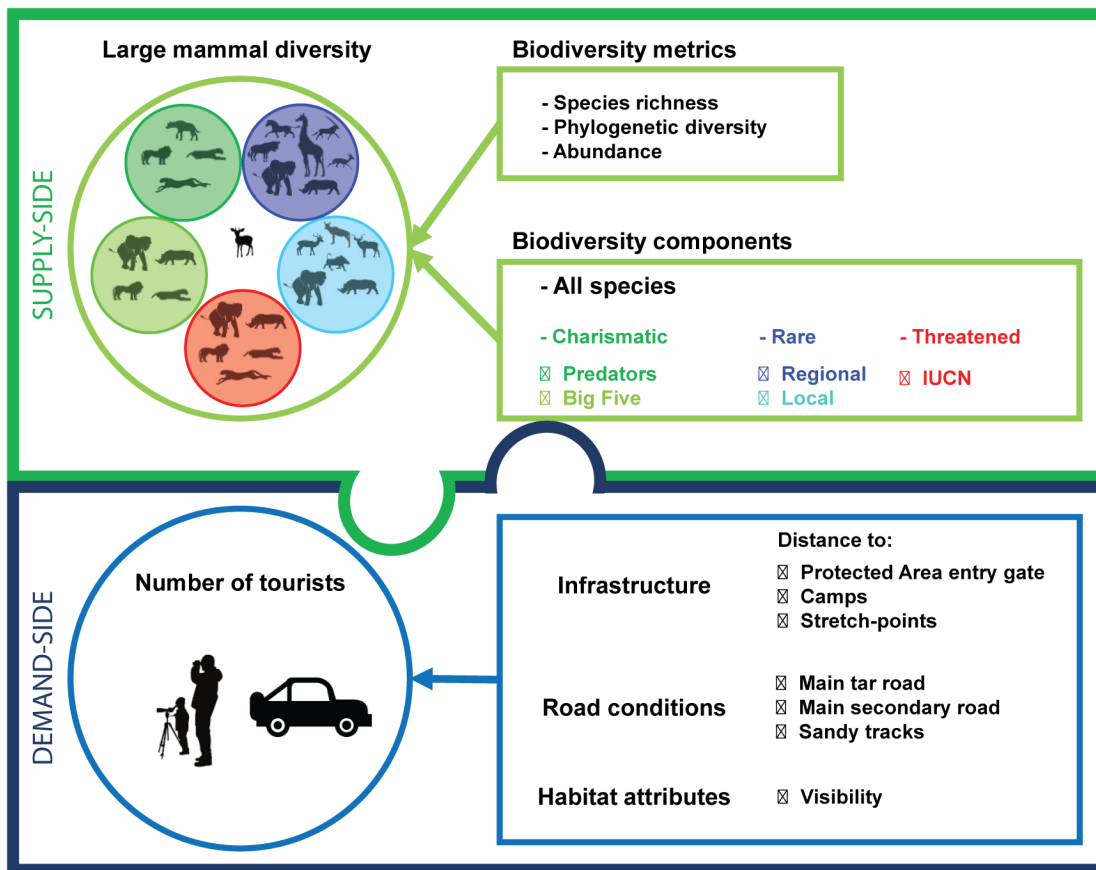 SUPPLY-SIDE
Large mammal diversity
Biodiversity metrics
- Species richness
- Phylogenetic diversity
- Abundance
Biodiversity components
- All species
- Charismatic
Predators
Big Five
- Rare
Regional
Local
- Threatened
IUCN
DEMAND-SIDE
Number of tourists
Infrastructure
Distance to:
Protected Area entry gate
Camps
Stretch-points
Road conditions
Main tar road
Main secondary road
Sandy tracks
Habitat attributes
Visibility